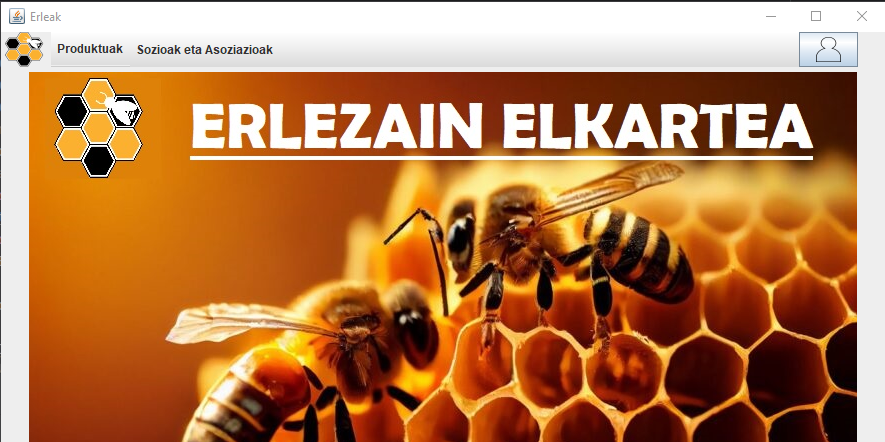 Erleak
Produktuak
Sozioak eta Asoziazioak
ERLEZAIN ELKARTEA